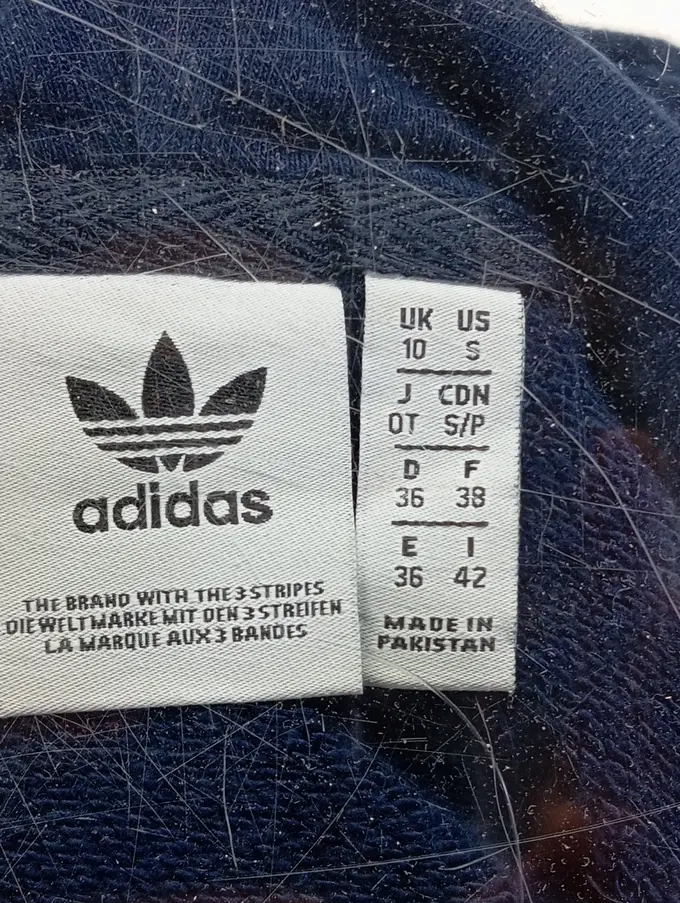 adidas
THE BRAND WITH THE 3 STRIPES
DIE WELTMARKE MIT DEN 3 STREIFEN
LA MARQUE AUX 3 BANDES
UK US
10 S
J CDN
OT S/P
D F
36 38
E I
36 42
MADE IN
PAKISTAN